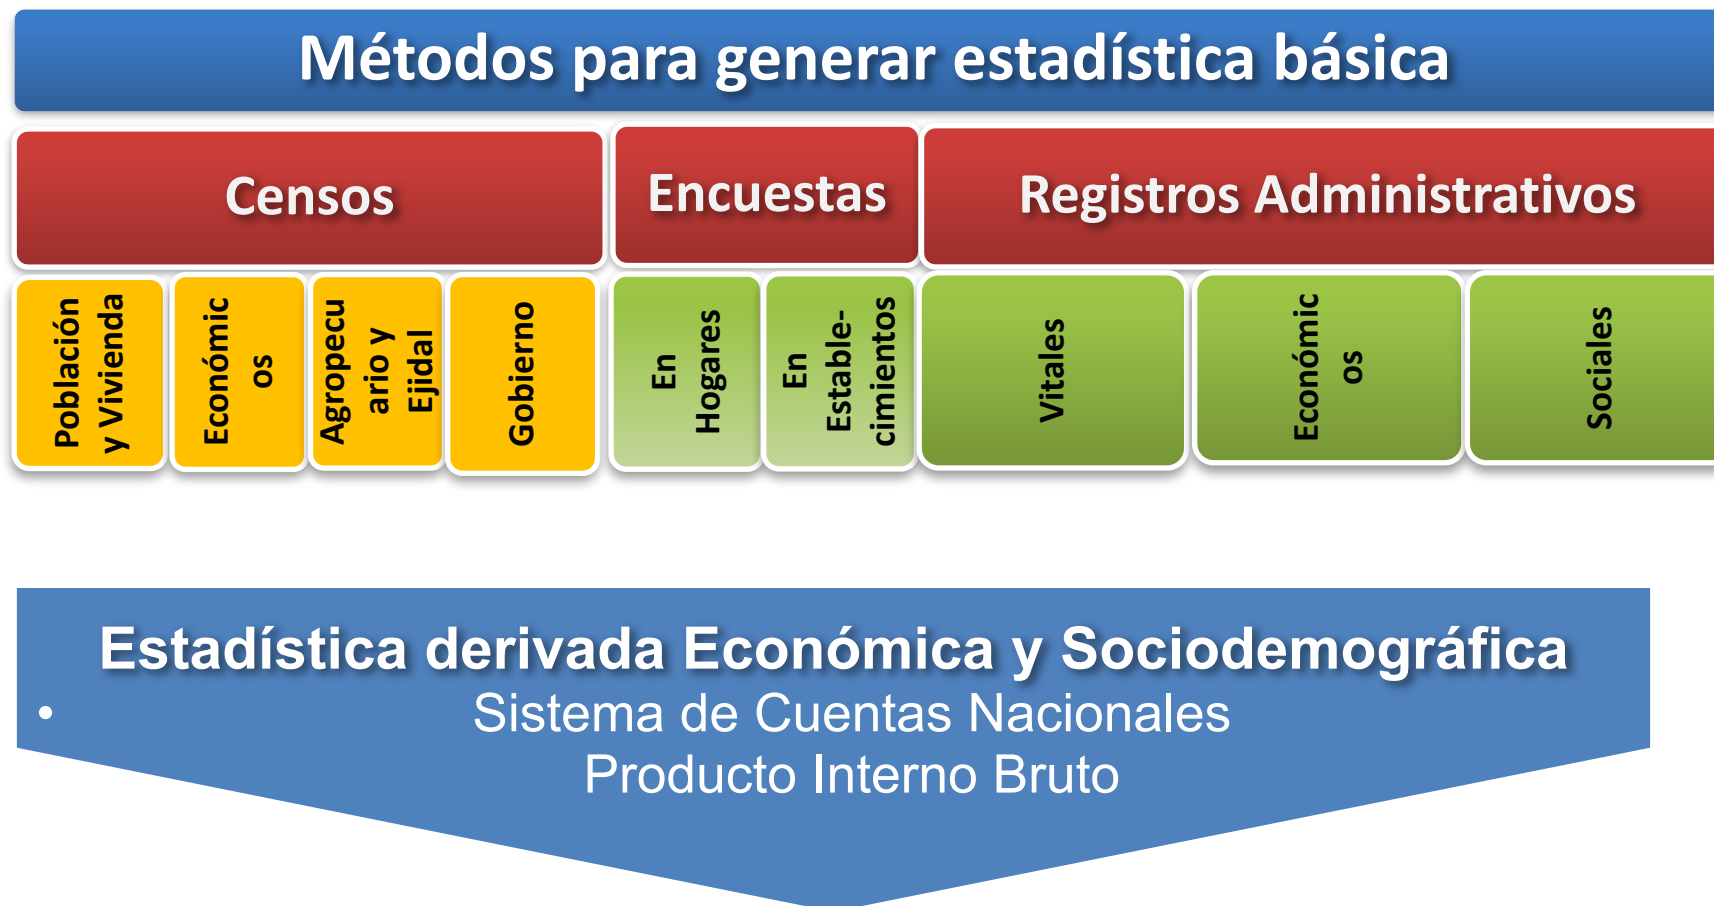 Métodos para generar estadística básica
Censos
Encuestas
Registros Administrativos
Población
y Vivienda
Económic
os
Agropecu
ario y
Ejidal
Gobierno
En
Hogares
En
Estable-
cimientos
Vitales
Económic
os
Sociales
Estadística derivada Económica y Sociodemográfica
• Sistema de Cuentas Nacionales
Producto Interno Bruto